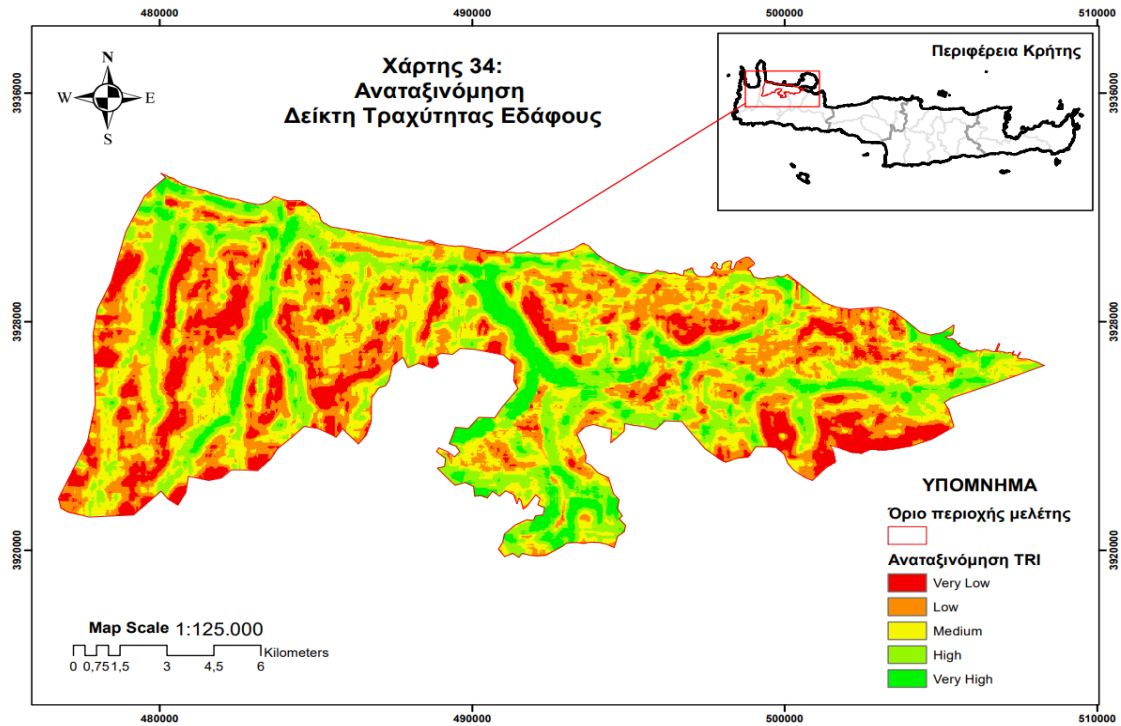 480000
490000
500000
510000
N
W
E
S
Χάρτης 34:
Αναταξινόμηση
Δείκτη Τραχύτητας Εδάφους
Περιφέρεια Κρήτης
3936000
3936000
3928000
3928000
3920000
3920000
ΥΠΟΜΝΗΜΑ
Όριο περιοχής μελέτης
Αναταξινόμηση TRI
Very Low
Low
Medium
High
Very High
Map Scale 1:125.000
Kilometers
0 0,75 1,5 3 4,5 6
480000
490000
500000
510000